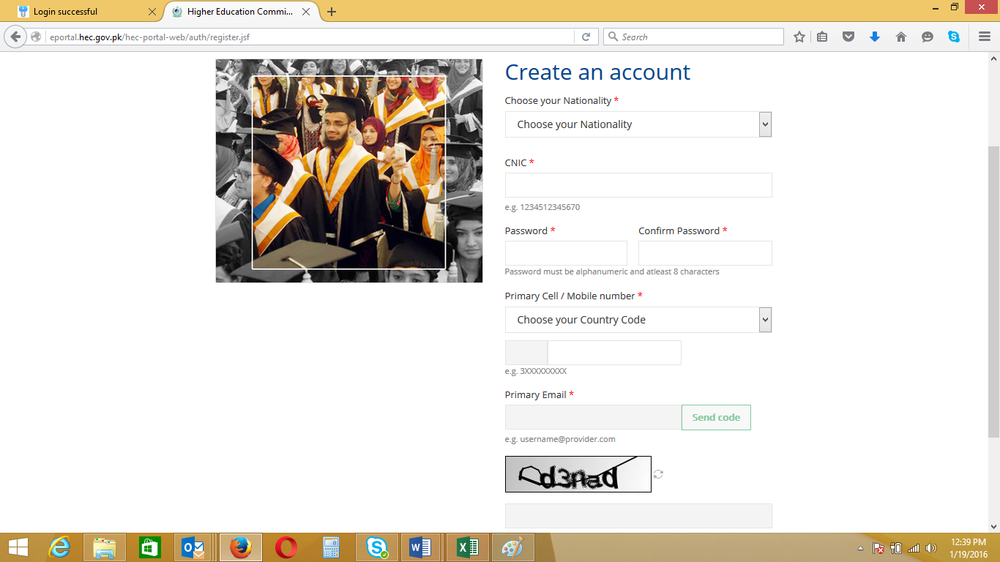 Login successful
Higher Education Commi...
eportal.hec.gov.pk/hec-portal-web/auth/register.jsf
Search
Create an account
Choose your Nationality *
Choose your Nationality
CNIC *
e.g. 1234512345670
Password *
Confirm Password *
Password must be alphanumeric and atleast 8 characters
Primary Cell / Mobile number *
Choose your Country Code
e.g. 3XXXXXXXXX
Primary Email *
Send code
e.g. username@provider.com
12:39 PM
1/19/2016